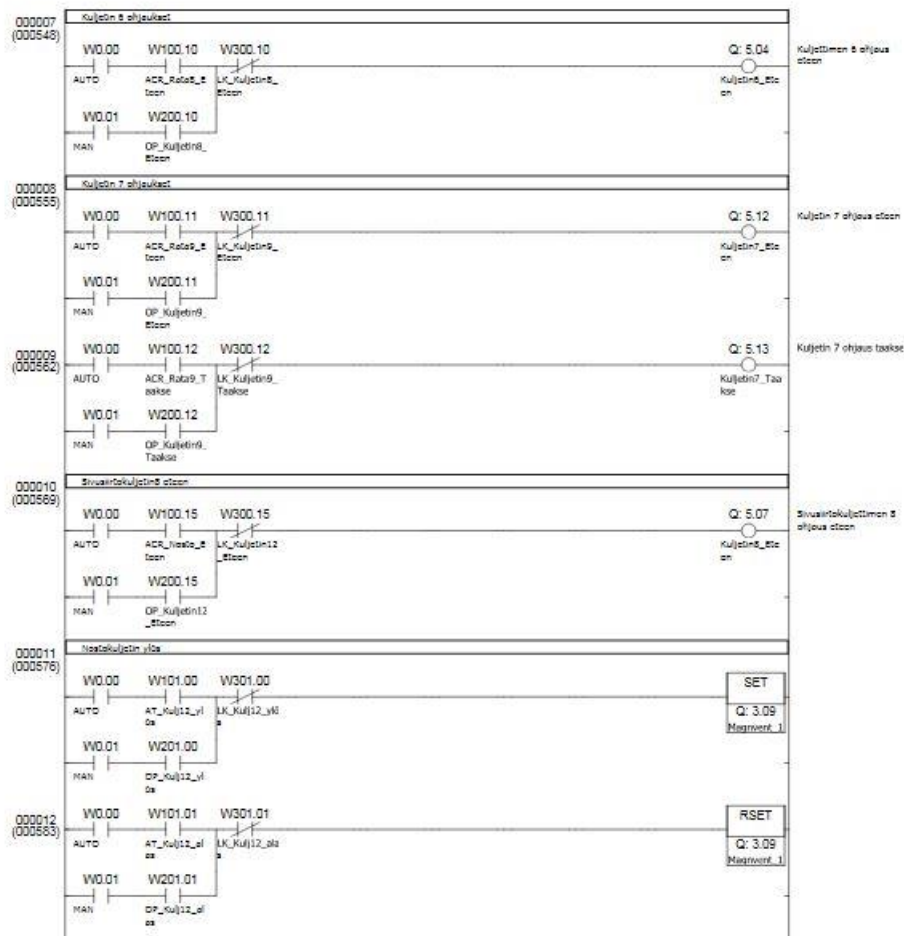 000007
(000548)
Kuljetin 6 ohjaukset
W0.00 W100.10 W300.10 Q: 5.04
AUTO ACR_Rata8_E LK_Kuljetin8_ Kuljetin6_Ete Kuljettimen 6 ohjaus
teen Eteen en eteen
W0.01 W200.10
MAN OP_Kuljetin8_
Eteen
000008
(000555)
Kuljetin 7 ohjaukset
W0.00 W100.11 W300.11 Q: 5.12 Kuljetin 7 ohjaus eteen
AUTO ACR_Rata9_E LK_Kuljetin9_ Kuljetin7_Ete
teen Eteen en
W0.01 W200.11
MAN OP_Kuljetin9_
Eteen
000009
(000562)
W0.00 W100.12 W300.12 Q: 5.13 Kuljetin 7 ohjaus taakse
AUTO ACR_Rata9_T LK_Kuljetin9_ Kuljetin7_Taa
aakse Taakse kse
W0.01 W200.12
MAN OP_Kuljetin9_
Taakse
000010
(000569)
Sivusiirtokuljetin8 eteen
W0.00 W100.15 W300.15 Q: 5.07 Sivusiirtokuljettimen 8
AUTO ACR_Nosto_E LK_Kuljetin12 Kuljetin8_Ete ohjaus eteen
teen _Eteen en
W0.01 W200.15
MAN OP_Kuljetin12
_Eteen
000011
(000576)
Nostokuljetin ylös
W0.00 W101.00 W301.00 SET
AUTO AT_Kulj12_yl LK_Kulj12_ylö Q: 3.09
ös s Magnvent_1
W0.01 W201.00
MAN OP_Kulj12_yl
ös
000012
(000583)
W0.00 W101.01 W301.01 RSET
AUTO AT_Kulj12_al LK_Kulj12_ala Q: 3.09
as s Magnvent_1
W0.01 W201.01
MAN OP_Kulj12_al
as